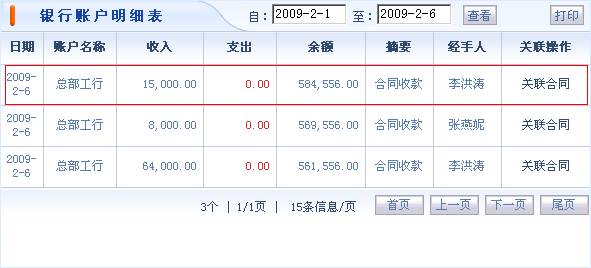 银行账户明细表 自: 2009-2-1 至: 2009-2-6 查看 打印
日期 账户名称 收入 支出 余额 摘要 经手人 关联操作
2009-2-6 总部工行 15,000.00 0.00 584,556.00 合同收款 李洪涛 关联合同
2009-2-6 总部工行 8,000.00 0.00 569,556.00 合同收款 张燕妮 关联合同
2009-2-6 总部工行 64,000.00 0.00 561,556.00 合同收款 李洪涛 关联合同
3个 | 1/1页 | 15条信息/页 首页 上一页 下一页 尾页